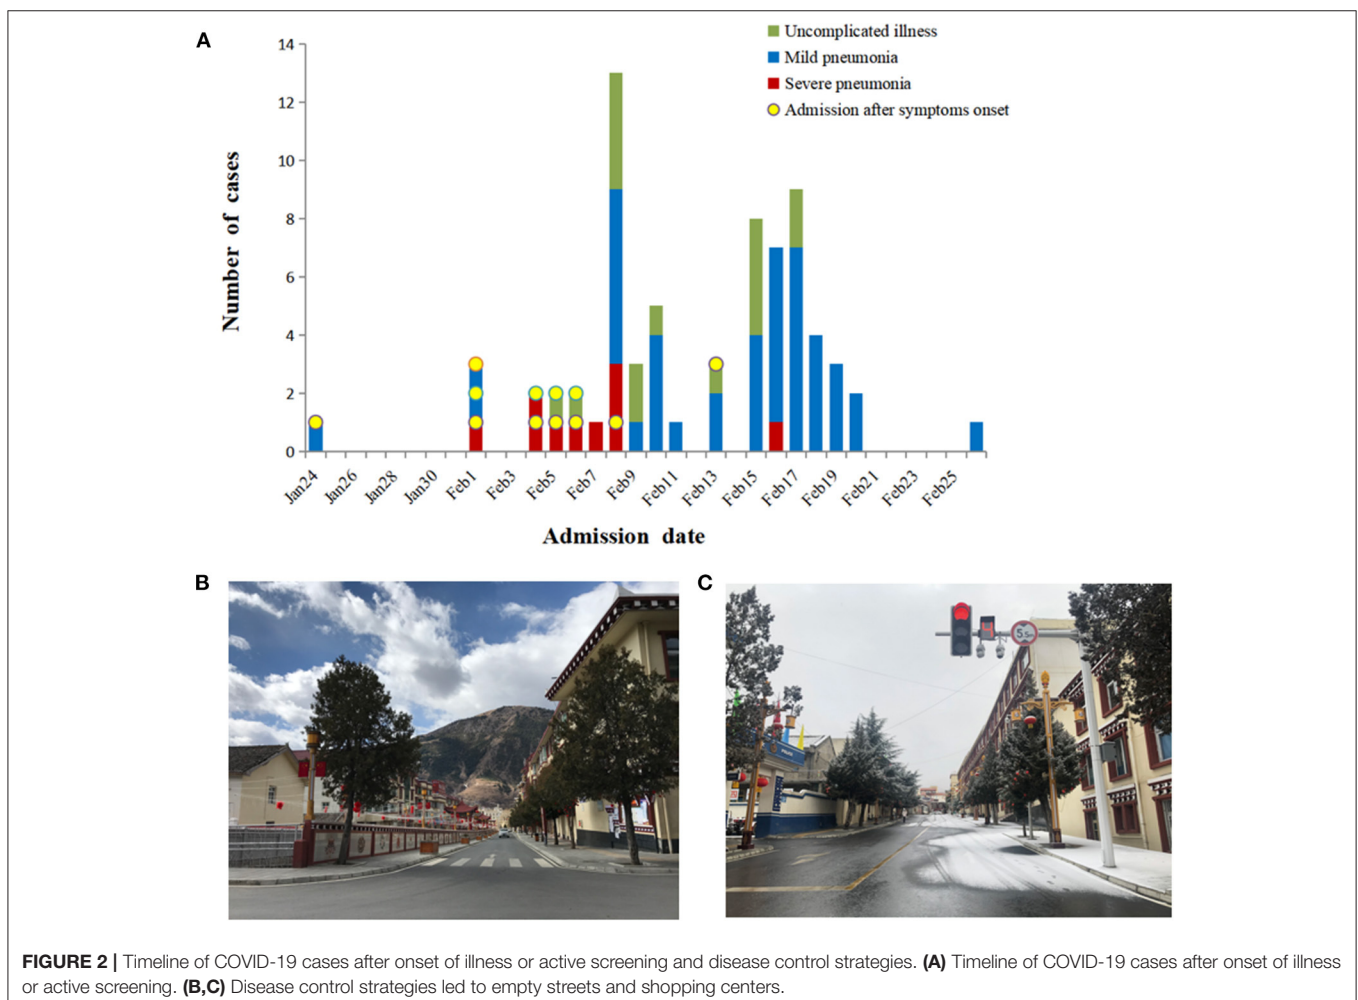 A
Uncomplicated illness
Mild pneumonia
Severe pneumonia
Admission after symptoms onset
14
12
10
8
6
4
2
0
Number of cases
Jan24 Jan26 Jan28 Jan30 Feb1 Feb3 Feb5 Feb7 Feb9 Feb11 Feb13 Feb15 Feb17 Feb19 Feb21 Feb23 Feb25
Admission date
B
C
5.5m
FIGURE 2 | Timeline of COVID-19 cases after onset of illness or active screening and disease control strategies. (A) Timeline of COVID-19 cases after onset of illness
or active screening. (B,C) Disease control strategies led to empty streets and shopping centers.